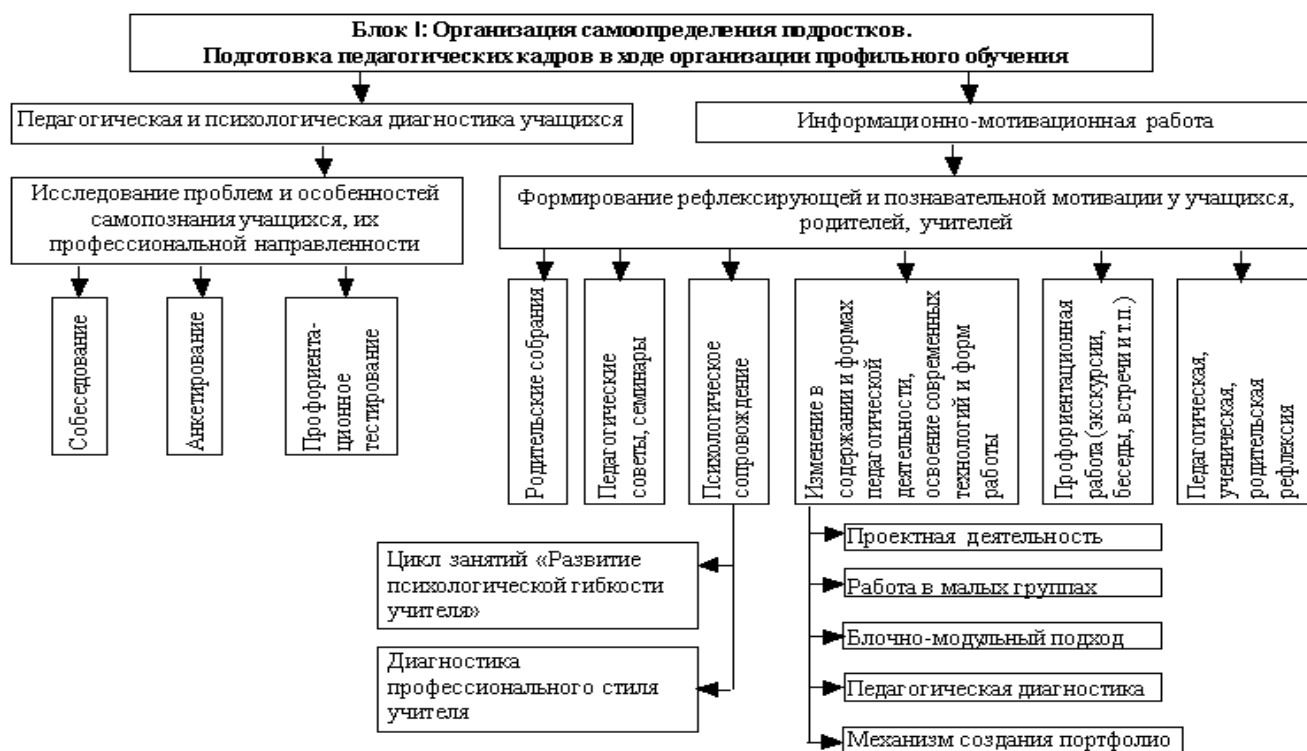 Блок I: Организация самоопределения подростков.
Подготовка педагогических кадров в ходе организации профильного обучения
Педагогическая и психологическая диагностика учащихся
Информационно-мотивационная работа
Исследование проблем и особенностей
самопознания учащихся, их
профессиональной направленности
Формирование рефлексирующей и познавательной мотивации у учащихся,
родителей, учителей
Собеседование
Анкетирование
Профориента-
ционное
тестирование
Родительские собрания
Педагогические
советы, семинары
Психологическое
сопровождение
Изменение в
содержании и формах
педагогической
деятельности,
освоение современных
технологий и форм
работы
Профориентационная
работа (экскурсии,
беседы, встречи и т.п.)
Педагогическая,
ученическая,
родительская
рефлексия
Цикл занятий «Развитие
психологической гибкости
учителя»
Диагностика
профессионального стиля
учителя
Проектная деятельность
Работа в малых группах
Блочно-модульный подход
Педагогическая диагностика
Механизм создания портфолио